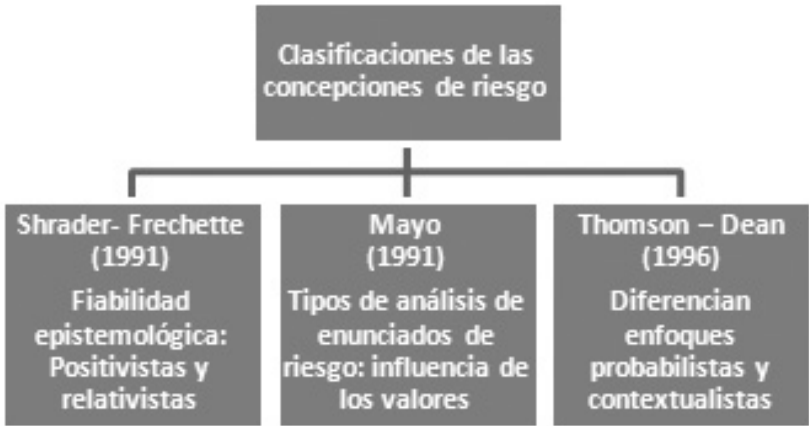 Clasificaciones de las
concepciones de riesgo
Shrader- Frechette
(1991)
Fiabilidad
epistemológica:
Positivistas y
relativistas
Mayo
(1991)
Tipos de análisis de
enunciados de
riesgo: influencia de
los valores
Thomson – Dean
(1996)
Diferencian
enfoques
probabilistas y
contextualistas